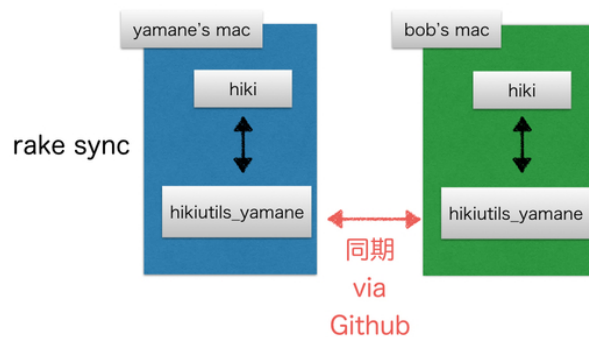 yamane's mac
bob's mac
hiki
hiki
rake sync
hikiutils_yamane
hikiutils_yamane
同期
via
Github